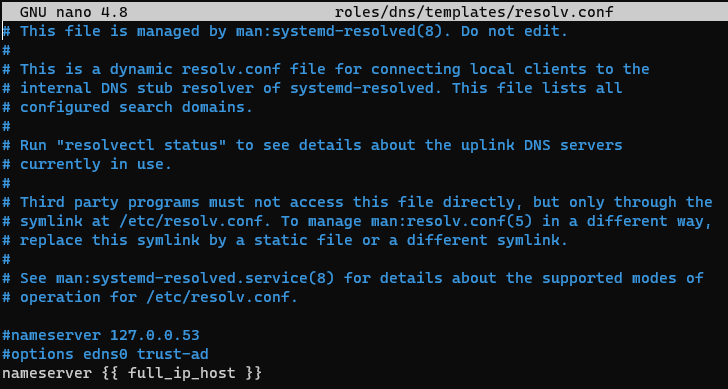 GNU nano 4.8 roles/dns/templates/resolv.conf
# This file is managed by man:systemd-resolved(8). Do not edit.
#
# This is a dynamic resolv.conf file for connecting local clients to the
# internal DNS stub resolver of systemd-resolved. This file lists all
# configured search domains.
#
# Run "resolvectl status" to see details about the uplink DNS servers
# currently in use.
#
# Third party programs must not access this file directly, but only through the
# symlink at /etc/resolv.conf. To manage man:resolv.conf(5) in a different way,
# replace this symlink by a static file or a different symlink.
#
# See man:systemd-resolved.service(8) for details about the supported modes of
# operation for /etc/resolv.conf.
#nameserver 127.0.0.53
#options edns0 trust-ad
nameserver {{ full_ip_host }}